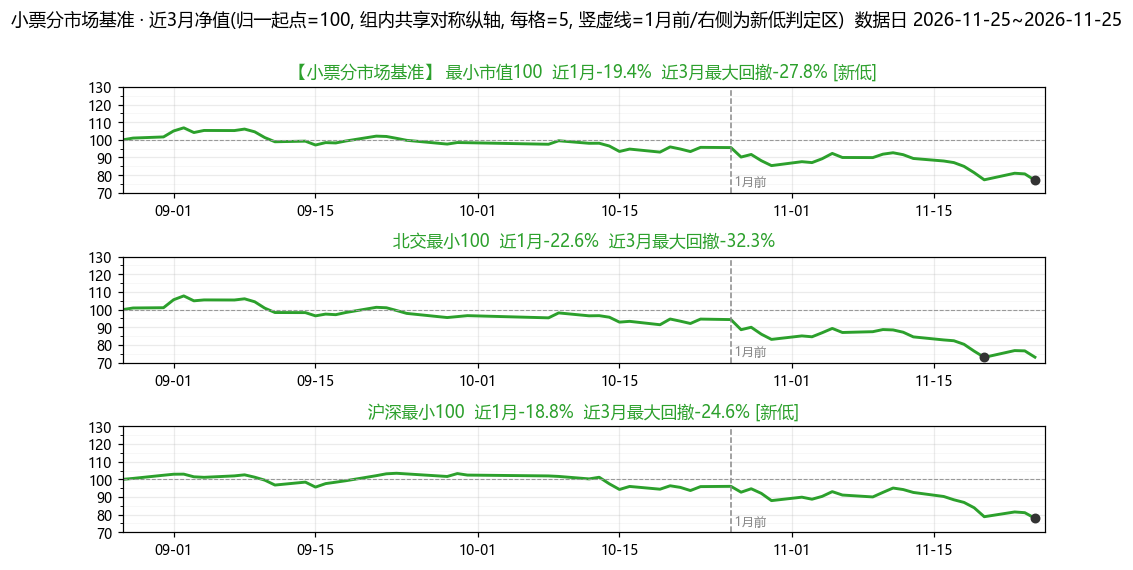 小票分市场基准 · 近3月净值(归一起点=100, 组内共享对称纵轴, 每格=5, 竖虚线=1月前/右侧为新低判定区)  数据日 2026-11-25~2026-11-25
【小票分市场基准】 最小市值100  近1月-19.4%  近3月最大回撤-27.8% [新低]
130
120
110
100
90
80
70
1月前
09-01 09-15 10-01 10-15 11-01 11-15
北交最小100  近1月-22.6%  近3月最大回撤-32.3%
130
120
110
100
90
80
70
1月前
09-01 09-15 10-01 10-15 11-01 11-15
沪深最小100  近1月-18.8%  近3月最大回撤-24.6% [新低]
130
120
110
100
90
80
70
1月前
09-01 09-15 10-01 10-15 11-01 11-15